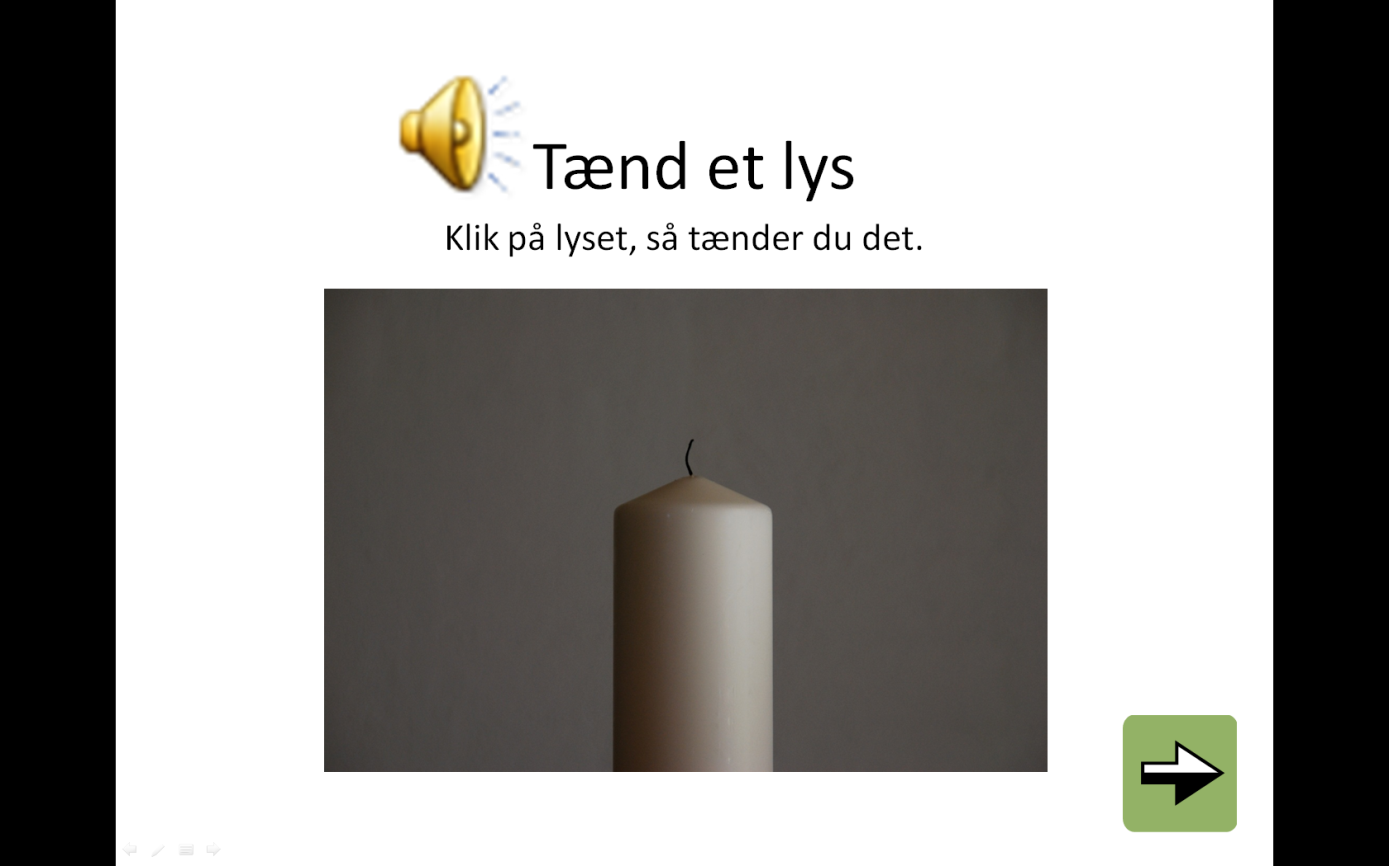 Tænd et lys
Klik på lyset, så tænder du det.